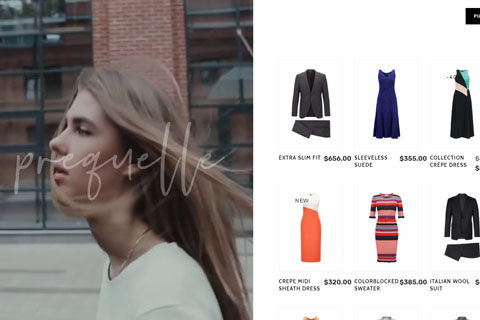 PU
prequelle
EXTRA SLIM FIT $656.00
SLEEVELESS SUEDE $355.00
COLLECTION CRÊPE DRESS
NEW
CREPE MIDI SHEATH DRESS $320.00
COLORBLOCKED SWEATER $385.00
ITALIAN WOOL SUIT